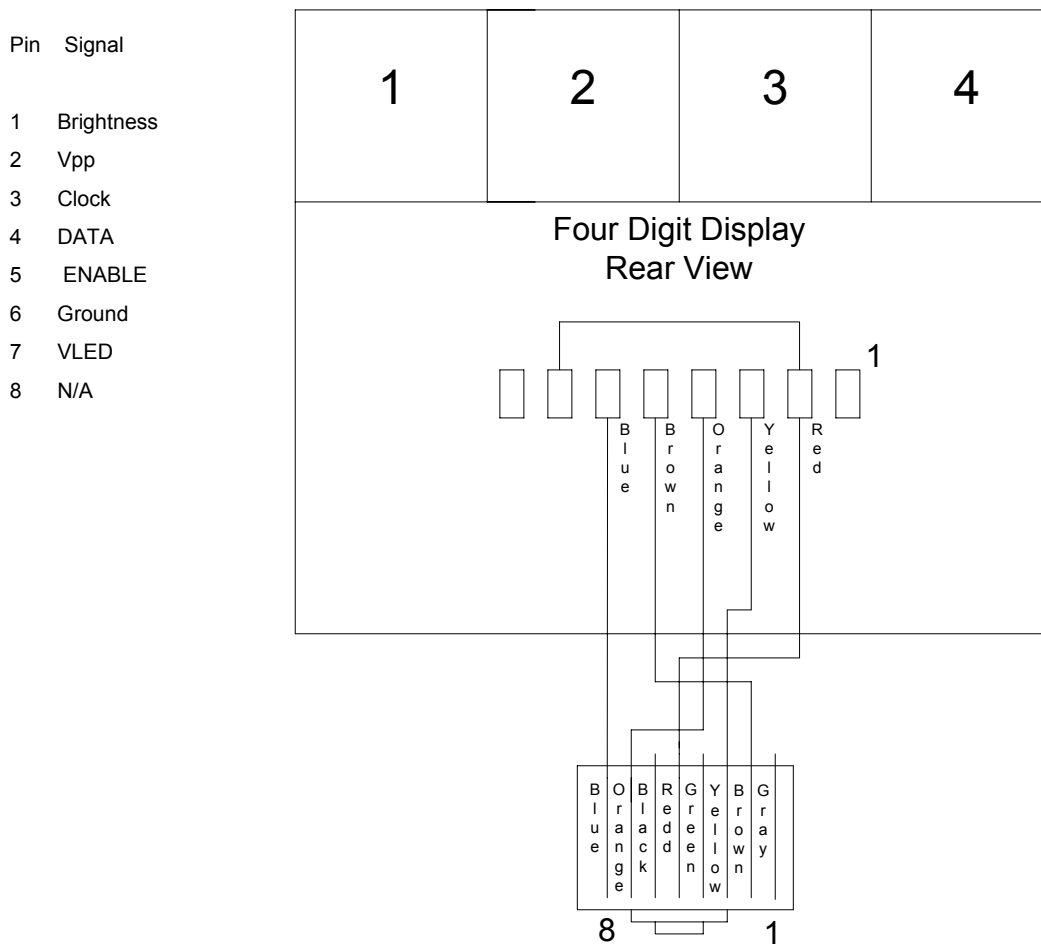 Pin Signal
1 Brightness
2 Vpp
3 Clock
4 DATA
5 ENABLE
6 Ground
7 VLED
8 N/A
1
2
3
4
Four Digit Display
Rear View
1
Blue
Brown
Orange
Yellow
Red
Blue
Orange
Black
Redd
Green
Yellow
Brown
Gray
8
1